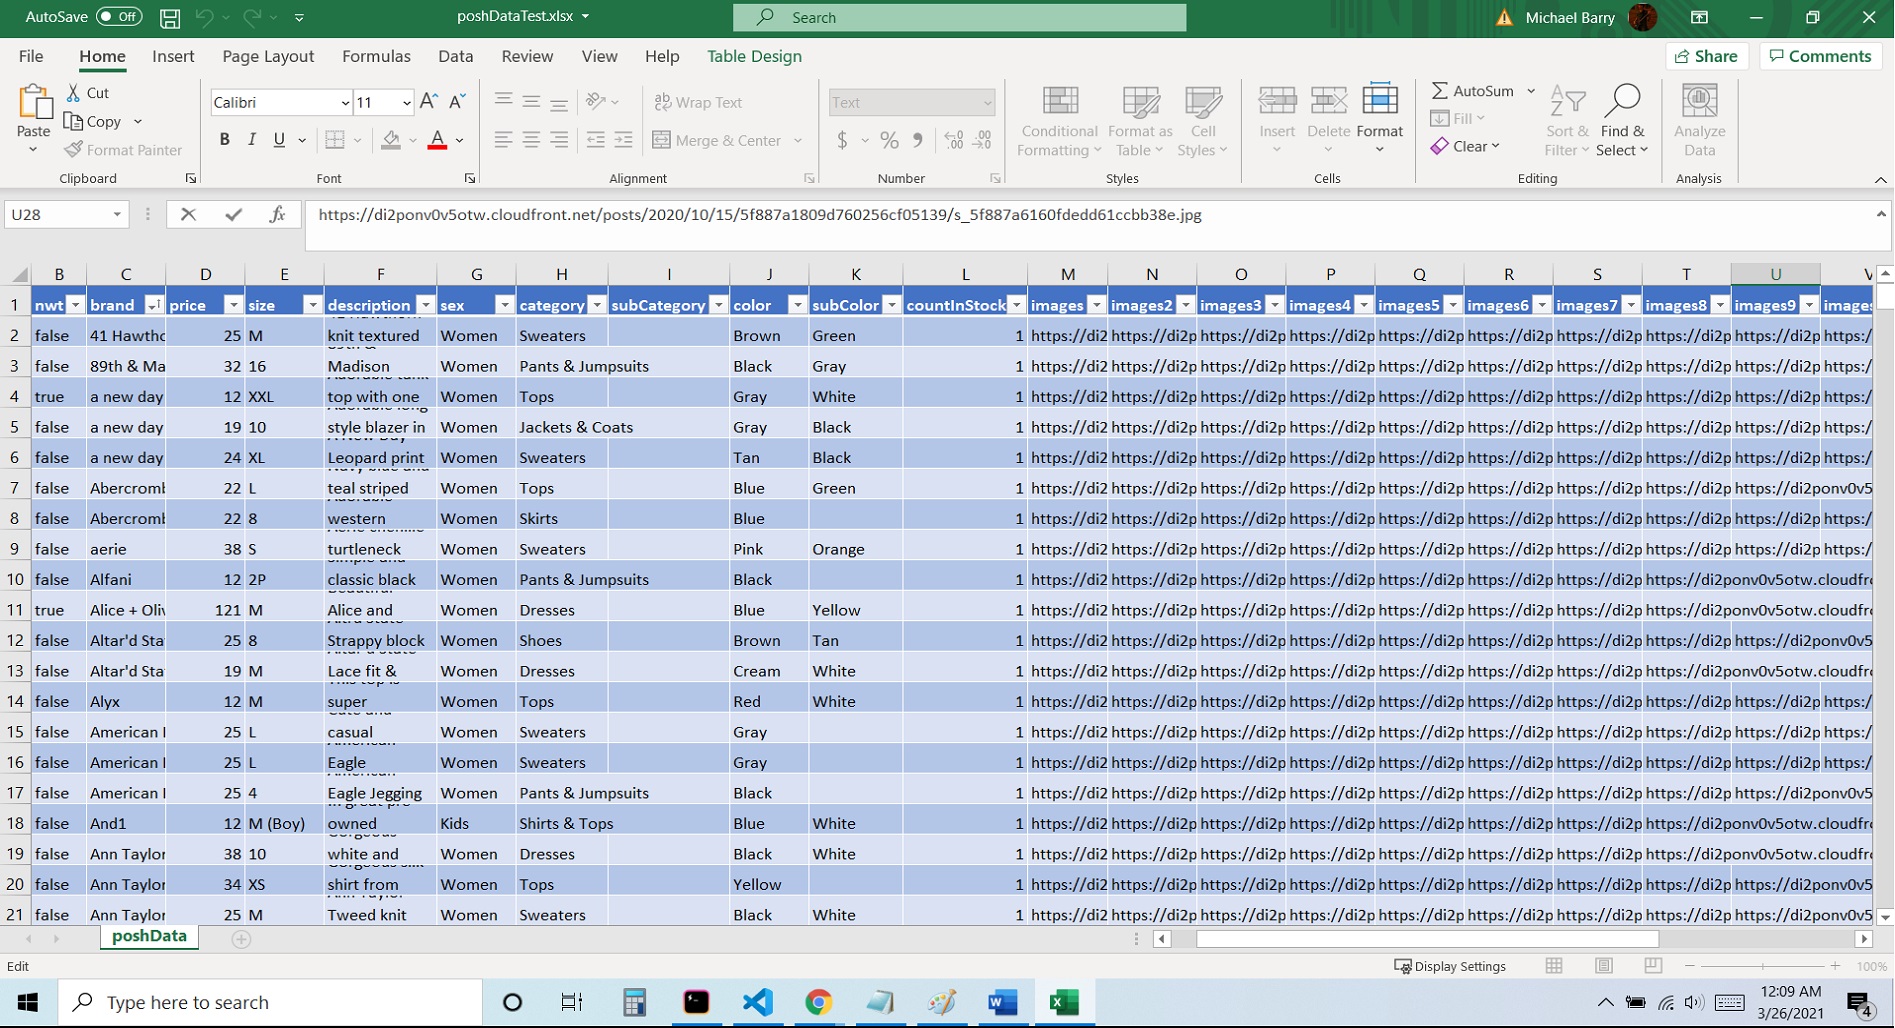 AutoSave Off poshDataTest.xlsx Search Michael Barry
File Home Insert Page Layout Formulas Data Review View Help Table Design Share Comments
Paste Cut Copy Format Painter
Calibri 11 Wrap Text Merge & Center Text
Conditional Formatting Format as Table Cell Styles Insert Delete Format
AutoSum Fill Clear Sort & Filter Find & Select Analyze Data
Clipboard Font Alignment Number Styles Cells Editing Analysis
U28 fx https://di2ponv0v5otw.cloudfront.net/posts/2020/10/15/5f887a1809d760256cf05139/s_5f887a6160fdedd61ccbb38e.jpg
B C D E F G H I J K L M N O P Q R S T U V
1 nwt brand price size description sex category subCategory color subColor countInStock images images2 images3 images4 images5 images6 images7 images8 images9 images
2 false 41 Hawtho 25 M knit textured Women Sweaters Brown Green 1 https://di2 https://di2p https://di2p https://di2p https://di2p https://di2p https://di2p https://di2p https://di2p https:/
3 false 89th & Ma 32 16 Madison Women Pants & Jumpsuits Black Gray 1 https://di2 https://di2p https://di2p https://di2p https://di2p https://di2p https://di2p https://di2p https://di2p https:/
4 true a new day 12 XXL top with one Women Tops Gray White 1 https://di2 https://di2p https://di2p https://di2p https://di2p https://di2p https://di2p https://di2p https://di2p https:/
5 false a new day 19 10 style blazer in Women Jackets & Coats Gray Black 1 https://di2 https://di2p https://di2p https://di2p https://di2p https://di2p https://di2p https://di2p https://di2p https:/
6 false a new day 24 XL Leopard print Women Sweaters Tan Black 1 https://di2 https://di2p https://di2p https://di2p https://di2p https://di2p https://di2p https://di2p https://di2p https:/
7 false Abercromb 22 L teal striped Women Tops Blue Green 1 https://di2 https://di2p https://di2p https://di2p https://di2p https://di2p https://di2p https://di2p https://di2ponv0v5
8 false Abercromb 22 8 western Women Skirts Blue 1 https://di2 https://di2p https://di2p https://di2p https://di2p https://di2p https://di2p https://di2p https://di2p https:/
9 false aerie 38 S turtleneck Women Sweaters Pink Orange 1 https://di2 https://di2p https://di2p https://di2p https://di2p https://di2p https://di2p https://di2p https://di2p https:/
10 false Alfani 12 2P classic black Women Pants & Jumpsuits Black 1 https://di2 https://di2p https://di2p https://di2p https://di2p https://di2p https://di2p https://di2ponv0v5otw.cloudfr
11 true Alice + Oliv 121 M Alice and Women Dresses Blue Yellow 1 https://di2 https://di2p https://di2p https://di2p https://di2p https://di2p https://di2p https://di2ponv0v5otw.cloudfr
12 false Altar'd Sta 25 8 Strappy block Women Shoes Brown Tan 1 https://di2 https://di2p https://di2p https://di2p https://di2p https://di2p https://di2p https://di2p https://di2ponv0v5
13 false Altar'd Sta 19 M Lace fit & Women Dresses Cream White 1 https://di2 https://di2p https://di2p https://di2p https://di2p https://di2p https://di2p https://di2ponv0v5otw.cloudfr
14 false Alyx 12 M super Women Tops Red White 1 https://di2 https://di2p https://di2p https://di2p https://di2p https://di2p https://di2p https://di2p https://di2p https:/
15 false American 25 L casual Women Sweaters Gray 1 https://di2 https://di2p https://di2p https://di2p https://di2p https://di2p https://di2p https://di2p https://di2p https:/
16 false American 25 L Eagle Women Sweaters Gray 1 https://di2 https://di2p https://di2p https://di2p https://di2p https://di2p https://di2p https://di2p https://di2p https:/
17 false American 25 4 Eagle Jegging Women Pants & Jumpsuits Black 1 https://di2 https://di2p https://di2p https://di2p https://di2p https://di2p https://di2p https://di2p https://di2ponv0v5
18 false And1 12 M (Boy) owned Kids Shirts & Tops Blue White 1 https://di2 https://di2p https://di2p https://di2p https://di2p https://di2p https://di2p https://di2ponv0v5otw.cloudfr
19 false Ann Taylor 38 10 white and Women Dresses Black White 1 https://di2 https://di2p https://di2p https://di2p https://di2p https://di2p https://di2p https://di2ponv0v5otw.cloudfr
20 false Ann Taylor 34 XS shirt from Women Tops Yellow 1 https://di2 https://di2p https://di2p https://di2p https://di2p https://di2p https://di2p https://di2p https://di2ponv0v5
21 false Ann Taylor 25 M Tweed knit Women Sweaters Black White 1 https://di2 https://di2p https://di2p https://di2p https://di2p https://di2p https://di2p https://di2p https://di2ponv0v5
poshData
Edit Display Settings 100%
Type here to search 12:09 AM
3/26/2021 4